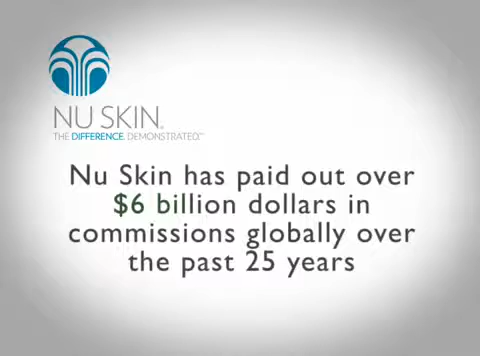 NU SKIN®
THE DIFFERENCE. DEMONSTRATED.™
Nu Skin has paid out over
$6 billion dollars in
commissions globally over
the past 25 years